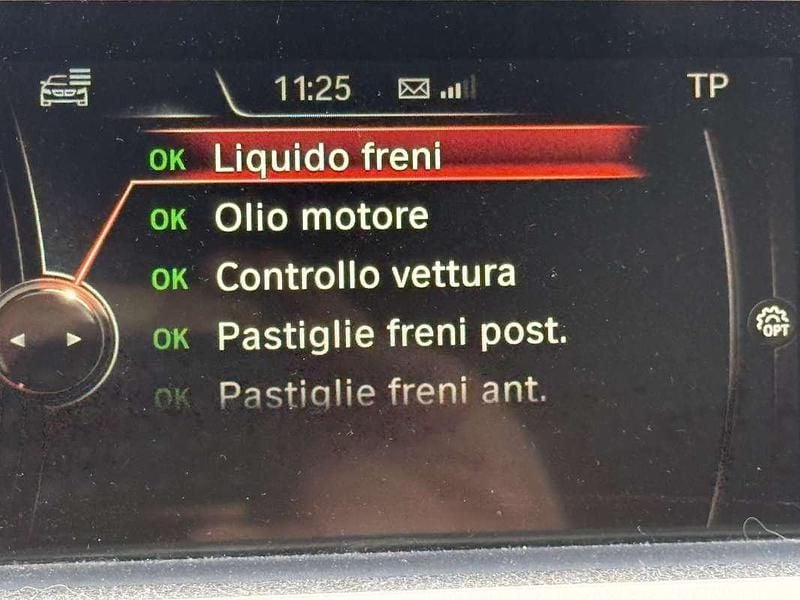 11:25 TP
OK Liquido freni
OK Olio motore
OK Controllo vettura
OK Pastiglie freni post.
OPT
OK Pastiglie freni ant.